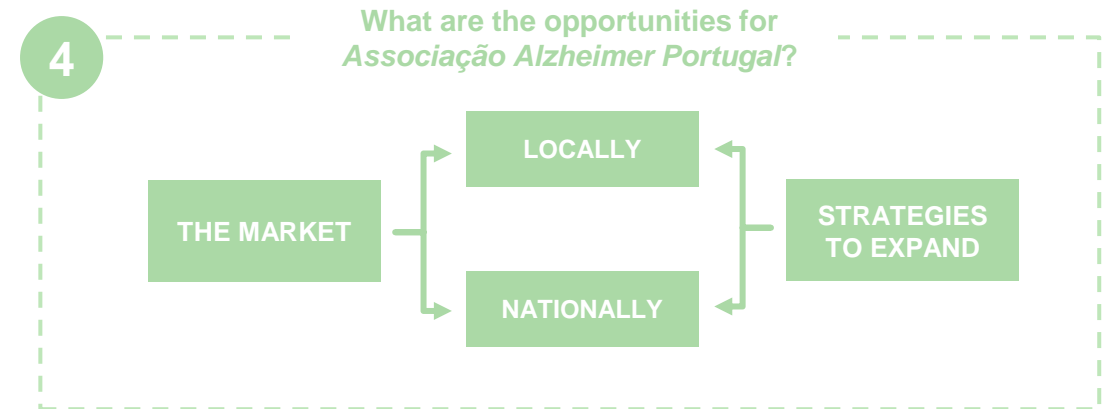 4
What are the opportunities for
Associação Alzheimer Portugal?
LOCALLY
THE MARKET
STRATEGIES
TO EXPAND
NATIONALLY